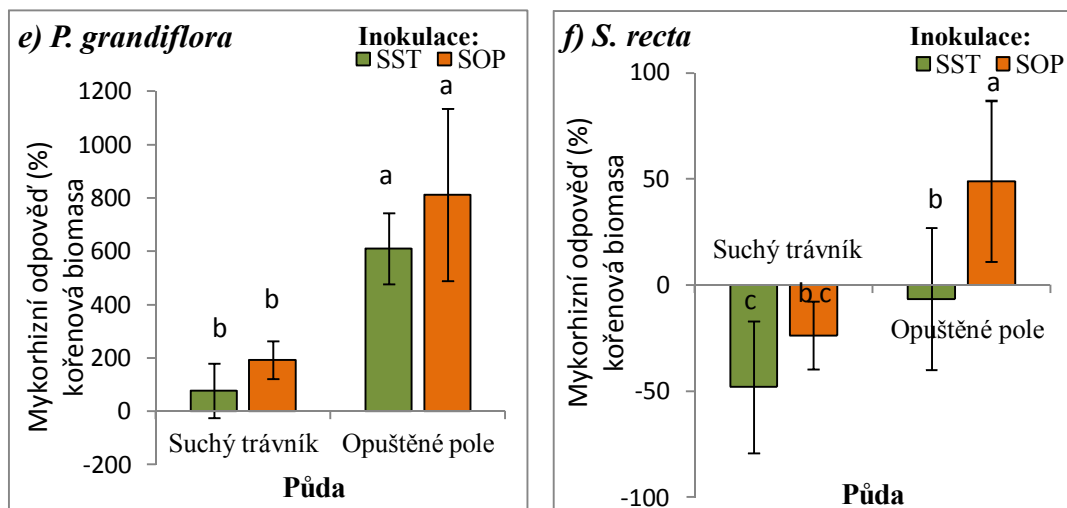 e) P. grandiflora
Inokulace:
SST SOP
Mykorhizní odpověď (%)
kořenová biomasa
1200
1000
800
600
400
200
0
-200
b
b
a
a
Suchý trávník
Opuštěné pole
Půda
f) S. recta
Inokulace:
SST SOP
Mykorhizní odpověď (%)
kořenová biomasa
100
50
0
-50
-100
Suchý trávník
c
b c
b
a
Opuštěné pole
Půda